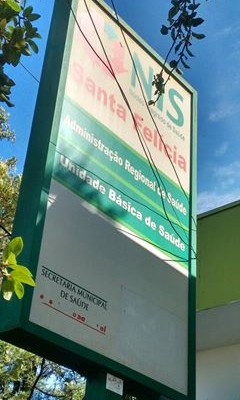 NIS
Santa Felícia
Administração Regional de Saúde
Unidade Básica de Saúde
SECRETARIA MUNICIPAL
DE SAÚDE